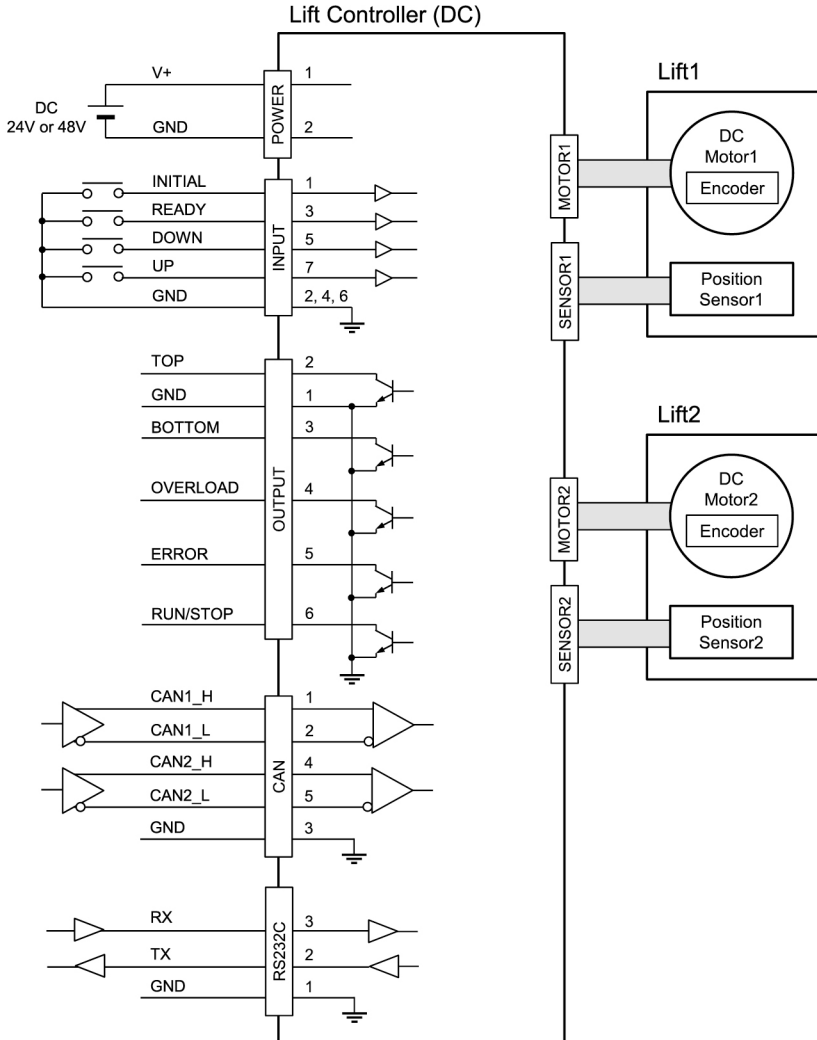 Lift Controller (DC)
DC
24V or 48V
V+
1
GND
2
POWER
INITIAL
1
READY
3
DOWN
5
UP
7
GND
2, 4, 6
INPUT
TOP
2
GND
1
BOTTOM
3
OVERLOAD
4
ERROR
5
RUN/STOP
6
OUTPUT
CAN1_H
1
CAN1_L
2
CAN2_H
4
CAN2_L
5
GND
3
CAN
RX
3
TX
2
GND
1
RS232C
Lift1
MOTOR1
DC
Motor1
Encoder
SENSOR1
Position
Sensor1
Lift2
MOTOR2
DC
Motor2
Encoder
SENSOR2
Position
Sensor2